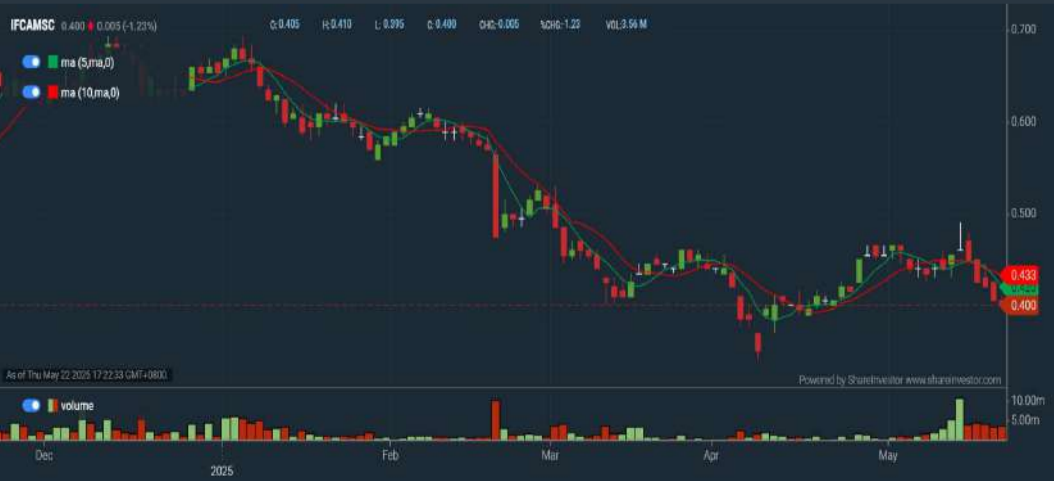 IFCAMSC 0.400 0.005 (-1.23%) O: 0.405 H: 0.410 L: 0.395 C: 0.400 CHG:-0.005 %CHG:-1.23 VOL:3.56 M
ma (5,ma,0)
ma (10,ma,0)
0.700
0.600
0.500
0.433
0.400
As of Thu May 22 2025 17:22:33 GMT+0800
Powered by ShareInvestor www.shareinvestor.com
volume
10.00m
5.00m
Dec Feb Mar Apr May
2025